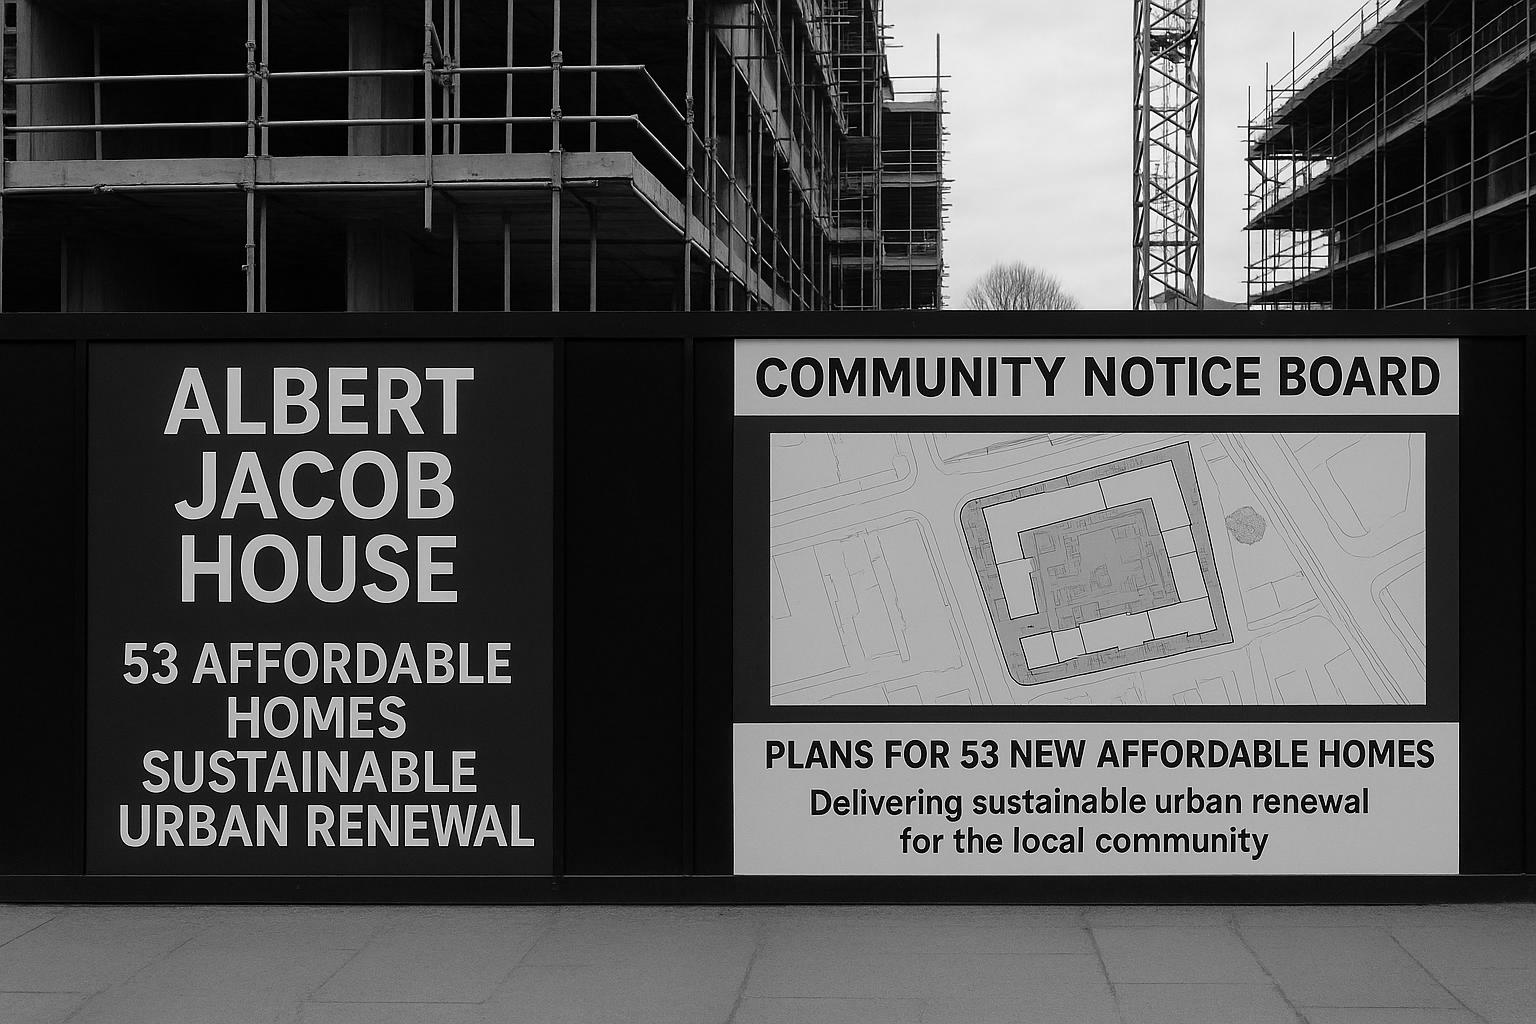 ALBERT
JACOB
HOUSE
53 AFFORDABLE
HOMES
SUSTAINABLE
URBAN RENEWAL
COMMUNITY NOTICE BOARD
PLANS FOR 53 NEW AFFORDABLE HOMES
Delivering sustainable urban renewal
for the local community